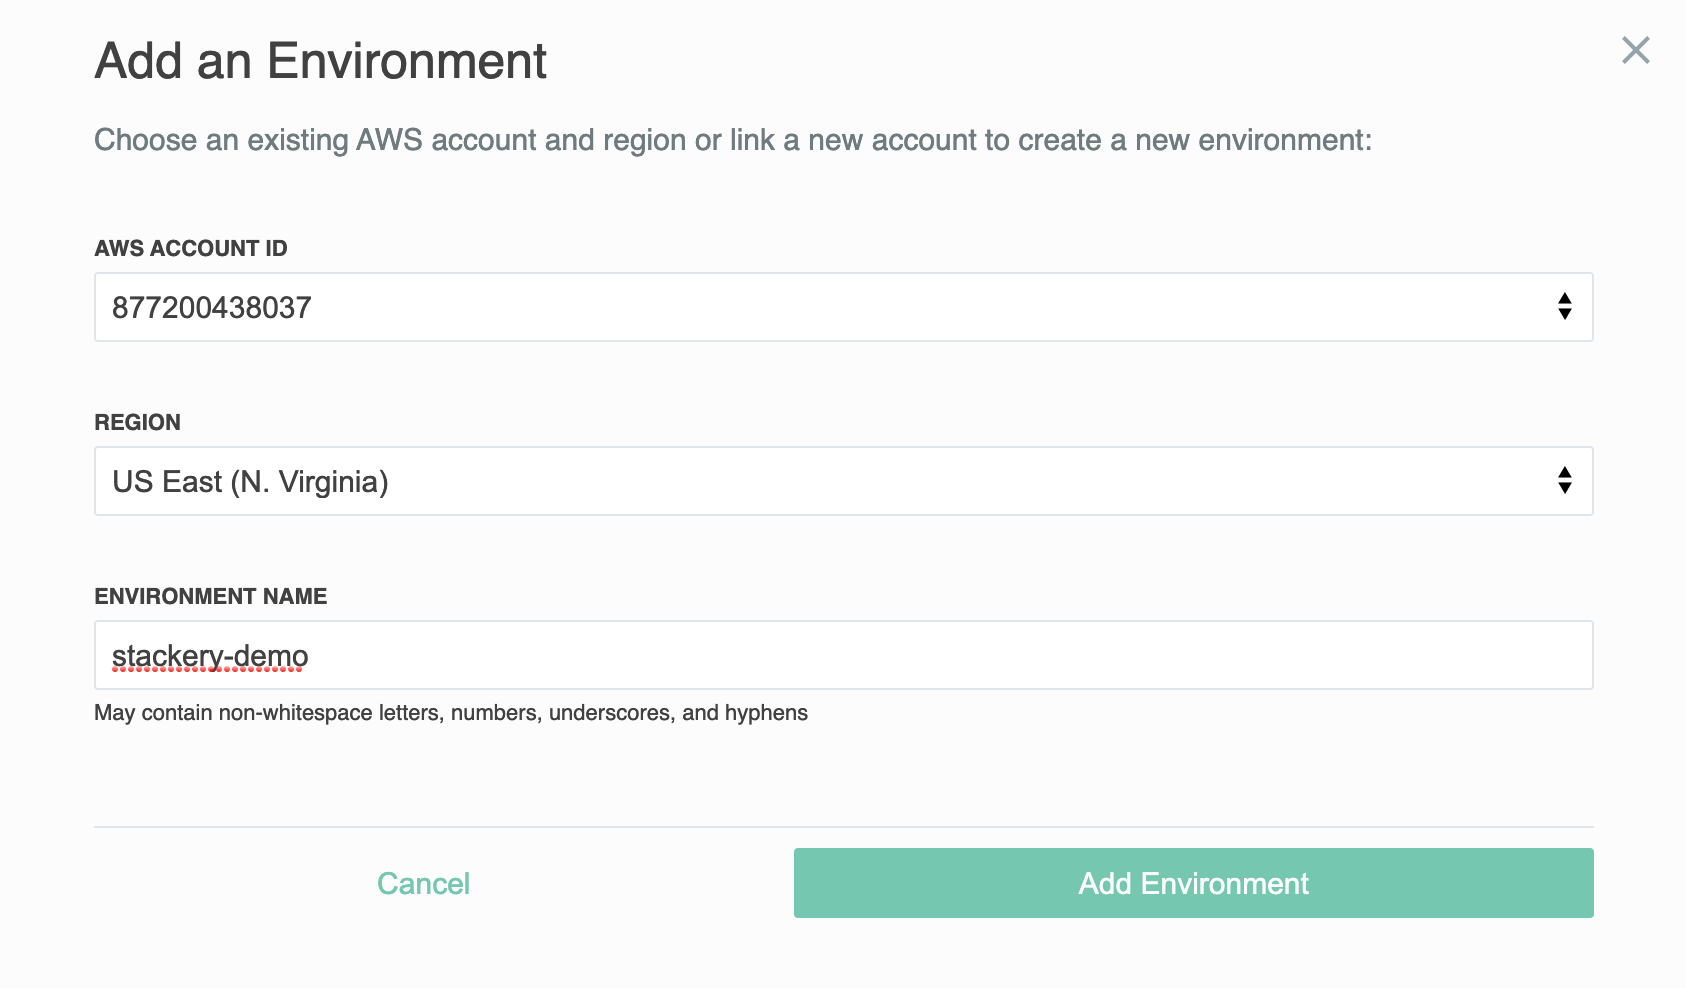 Add an Environment
Choose an existing AWS account and region or link a new account to create a new environment:
AWS ACCOUNT ID
877200438037
REGION
US East (N. Virginia)
ENVIRONMENT NAME
stackery-demo
May contain non-whitespace letters, numbers, underscores, and hyphens
Cancel
Add Environment